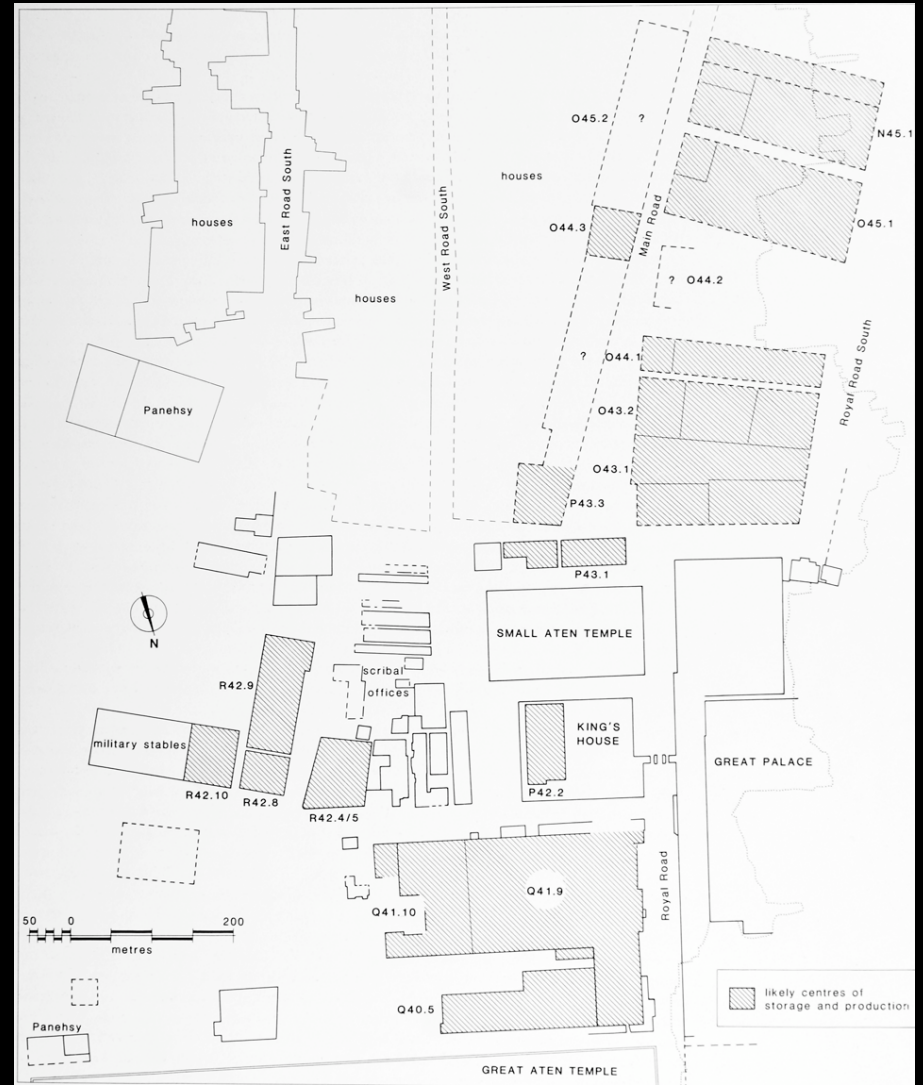 O45.2
?
N45.1
houses
East Road South
houses
West Road South
O44.3
Main Road
O45.1
? O44.2
houses
Royal Road South
? O44.1
Panehsy
O43.2
O43.1
P43.3
P43.1
N
SMALL ATEN TEMPLE
R42.9
scribal
offices
military stables
KING'S
HOUSE
GREAT PALACE
R42.10
R42.8
R42.4/5
P42.2
Royal Road
Q41.9
Q41.10
50 0 200
metres
likely centres of
storage and production
Q40.5
Panehsy
GREAT ATEN TEMPLE